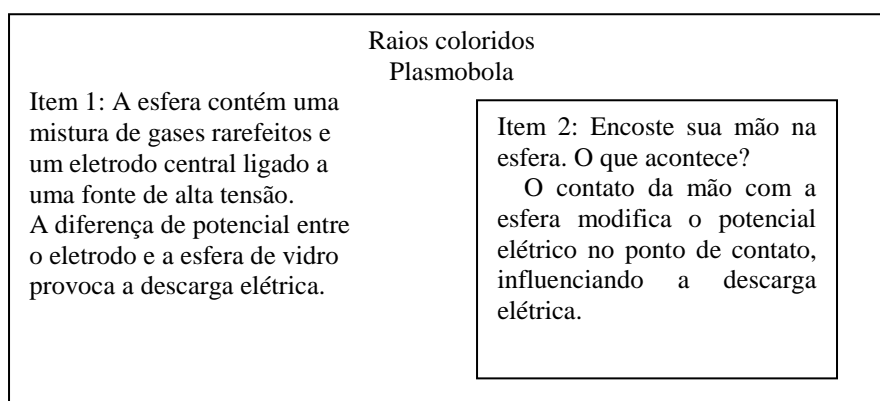 Raios coloridos
Plasmobola
Item 1: A esfera contém uma
mistura de gases rarefeitos e
um eletrodo central ligado a
uma fonte de alta tensão.
A diferença de potencial entre
o eletrodo e a esfera de vidro
provoca a descarga elétrica.
Item 2: Encoste sua mão na
esfera. O que acontece?
O contato da mão com a
esfera modifica o potencial
elétrico no ponto de contato,
influenciando a descarga
elétrica.